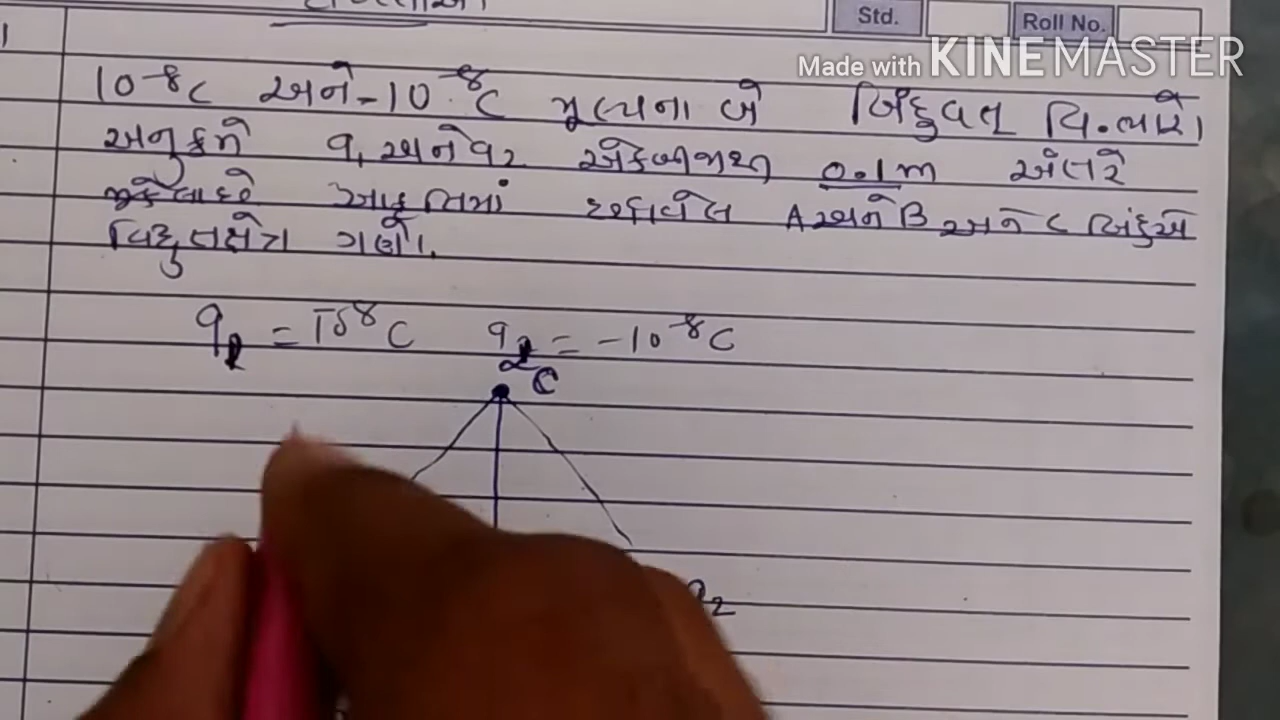 Std. Roll No.
Made with KINEMASTER
10⁻⁸C અને -10⁻⁸C મૂલ્યના બે બિંદુવત્ વિ.ભારો
અનુક્રમે q₁ અને q₂ એકબીજાથી 0.1m અંતરે
આકૃતિમાં દર્શાવેલ A અને B અને C બિંદુએ
વિદ્યુતક્ષેત્ર ગણો.
q₁ = 10⁻⁸C q₂ = -10⁻⁸C
C
q₂